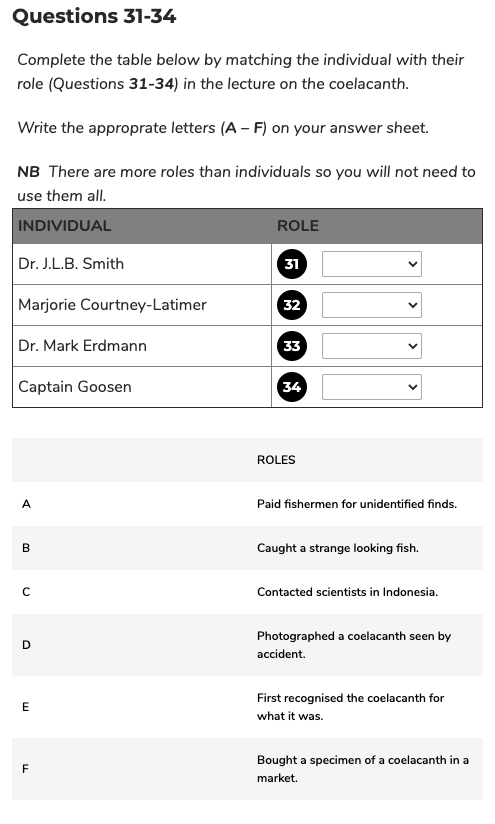 Questions 31-34
Complete the table below by matching the individual with their
role (Questions 31-34) in the lecture on the coelacanth.
Write the approprate letters (A – F) on your answer sheet.
NB There are more roles than individuals so you will not need to
use them all.
INDIVIDUAL ROLE
Dr. J.L.B. Smith 31
Marjorie Courtney-Latimer 32
Dr. Mark Erdmann 33
Captain Goosen 34
ROLES
A Paid fishermen for unidentified finds.
B Caught a strange looking fish.
C Contacted scientists in Indonesia.
D Photographed a coelacanth seen by
accident.
E First recognised the coelacanth for
what it was.
F Bought a specimen of a coelacanth in a
market.